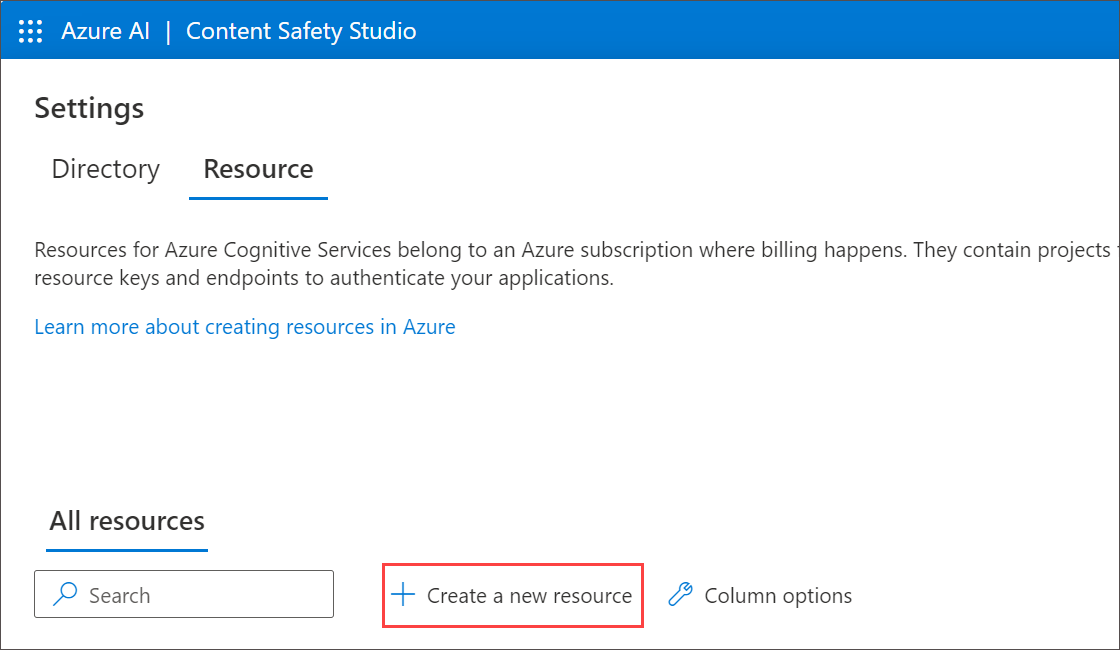 Azure AI | Content Safety Studio
Settings
Directory Resource
Resources for Azure Cognitive Services belong to an Azure subscription where billing happens. They contain projects
resource keys and endpoints to authenticate your applications.
Learn more about creating resources in Azure
All resources
Search Create a new resource Column options